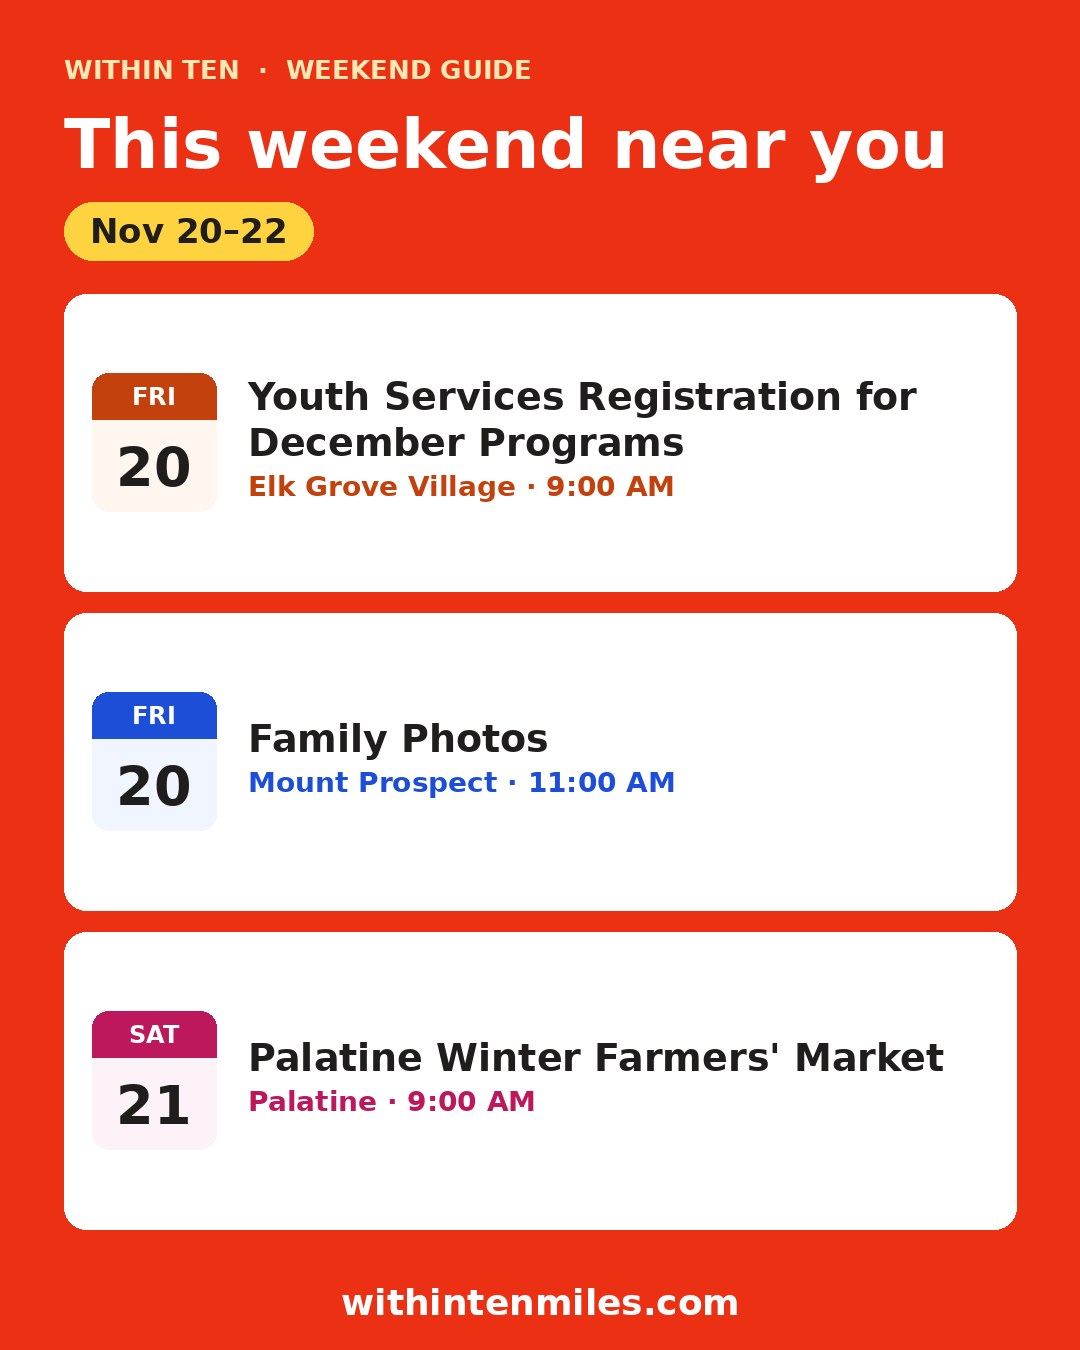 WITHIN TEN · WEEKEND GUIDE
This weekend near you
Nov 20–22
FRI
20
Youth Services Registration for
December Programs
Elk Grove Village · 9:00 AM
FRI
20
Family Photos
Mount Prospect · 11:00 AM
SAT
21
Palatine Winter Farmers' Market
Palatine · 9:00 AM
withintenmiles.com